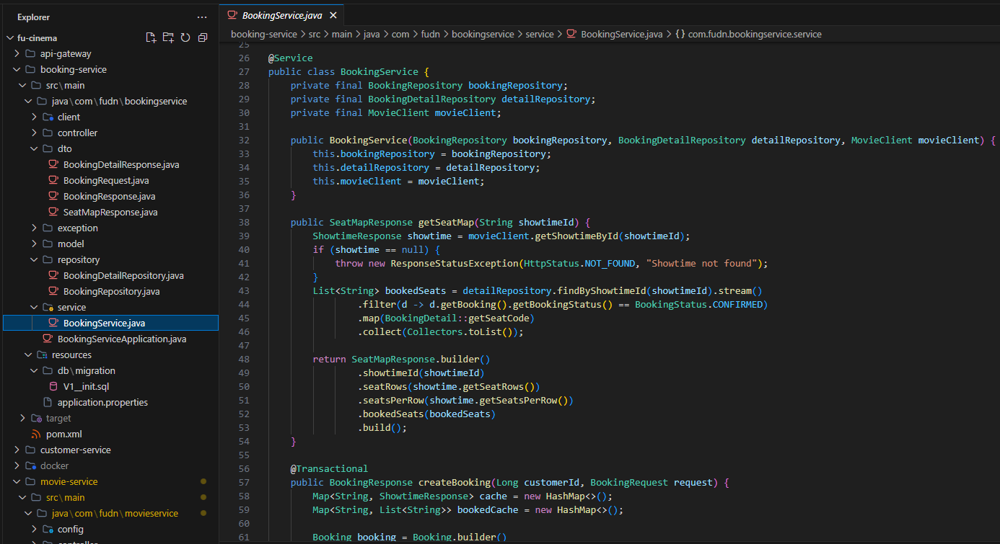 Explorer
···
BookingService.java
fu-cinema
booking-service > src > main > java > com > fudn > bookingservice > service > BookingService.java > {} com.fudn.bookingservice.service
api-gateway
booking-service
src\main
java\com\fudn\bookingservice
client
controller
dto
BookingDetailResponse.java
BookingRequest.java
BookingResponse.java
SeatMapResponse.java
exception
model
repository
BookingDetailRepository.java
BookingRepository.java
service
BookingService.java
BookingServiceApplication.java
resources
db\migration
V1__init.sql
application.properties
target
pom.xml
customer-service
docker
movie-service
src\main
java\com\fudn\movieservice
config
controller
25
26 @Service
27 public class BookingService {
28 private final BookingRepository bookingRepository;
29 private final BookingDetailRepository detailRepository;
30 private final MovieClient movieClient;
31
32 public BookingService(BookingRepository bookingRepository, BookingDetailRepository detailRepository, MovieClient movieClient) {
33 this.bookingRepository = bookingRepository;
34 this.detailRepository = detailRepository;
35 this.movieClient = movieClient;
36 }
37
38 public SeatMapResponse getSeatMap(String showtimeId) {
39 ShowtimeResponse showtime = movieClient.getShowtimeById(showtimeId);
40 if (showtime == null) {
41 throw new ResponseStatusException(HttpStatus.NOT_FOUND, "Showtime not found");
42 }
43 List<String> bookedSeats = detailRepository.findByShowtimeId(showtimeId).stream()
44 .filter(d -> d.getBooking().getBookingStatus() == BookingStatus.CONFIRMED)
45 .map(BookingDetail::getSeatCode)
46 .collect(Collectors.toList());
47
48 return SeatMapResponse.builder()
49 .showtimeId(showtimeId)
50 .seatRows(showtime.getSeatRows())
51 .seatsPerRow(showtime.getSeatsPerRow())
52 .bookedSeats(bookedSeats)
53 .build();
54 }
55
56 @Transactional
57 public BookingResponse createBooking(Long customerId, BookingRequest request) {
58 Map<String, ShowtimeResponse> cache = new HashMap<>();
59 Map<String, List<String>> bookedCache = new HashMap<>();
60
61 Booking booking = Booking.builder()